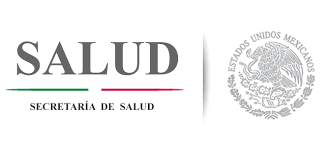 SALUD
SECRETARÍA DE SALUD
ESTADOS UNIDOS MEXICANOS